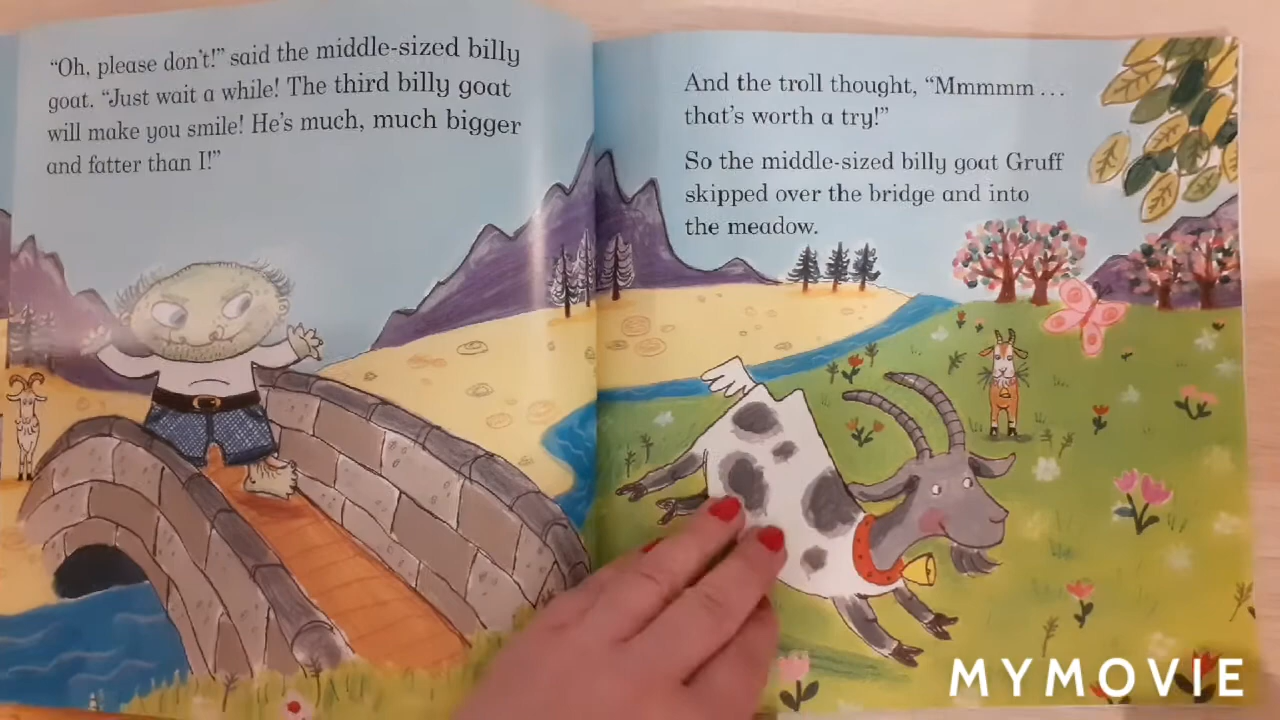 “Oh, please don’t!” said the middle-sized billy
goat. “Just wait a while! The third billy goat
will make you smile! He’s much, much bigger
and fatter than I!”
And the troll thought, “Mmmmm ...
that’s worth a try!”
So the middle-sized billy goat Gruff
skipped over the bridge and into
the meadow.
MYMOVIE